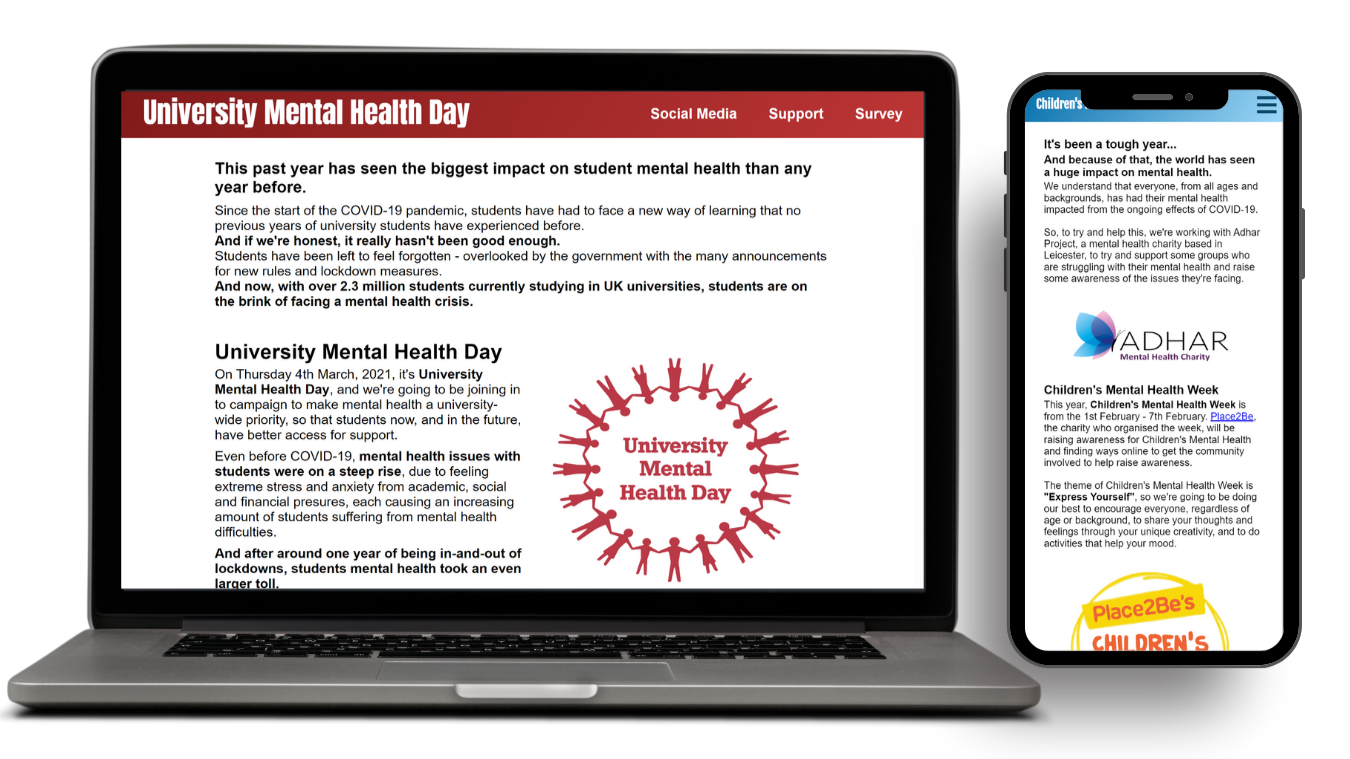 University Mental Health Day
Social Media Support Survey
This past year has seen the biggest impact on student mental health than any
year before.
Since the start of the COVID-19 pandemic, students have had to face a new way of learning that no
previous years of university students have experienced before.
And if we're honest, it really hasn't been good enough.
Students have been left to feel forgotten - overlooked by the government with the many announcements
for new rules and lockdown measures.
And now, with over 2.3 million students currently studying in UK universities, students are on
the brink of facing a mental health crisis.
University Mental Health Day
On Thursday 4th March, 2021, it's University
Mental Health Day, and we're going to be joining in
to campaign to make mental health a university-
wide priority, so that students now, and in the future,
have better access for support.
Even before COVID-19, mental health issues with
students were on a steep rise, due to feeling
extreme stress and anxiety from academic, social
and financial presures, each causing an increasing
amount of students suffering from mental health
difficulties.
And after around one year of being in-and-out of
lockdowns, students mental health took an even
larger toll.
University
Mental
Health Day
Children's
It's been a tough year...
And because of that, the world has seen
a huge impact on mental health.
We understand that everyone, from all ages and
backgrounds, has had their mental health
impacted from the ongoing effects of COVID-19.
So, to try and help this, we're working with Adhar
Project, a mental health charity based in
Leicester, to try and support some groups who
are struggling with their mental health and raise
some awareness of the issues they're facing.
ADHAR
Mental Health Charity
Children's Mental Health Week
This year, Children's Mental Health Week is
from the 1st February - 7th February. Place2Be,
the charity who organised the week, will be
raising awareness for Children's Mental Health
and finding ways online to get the community
involved to help raise awareness.
The theme of Children's Mental Health Week is
"Express Yourself", so we're going to be doing
our best to encourage everyone, regardless of
age or background, to share your thoughts and
feelings through your unique creativity, and to do
activities that help your mood.
Place2Be's
CHILDREN'S